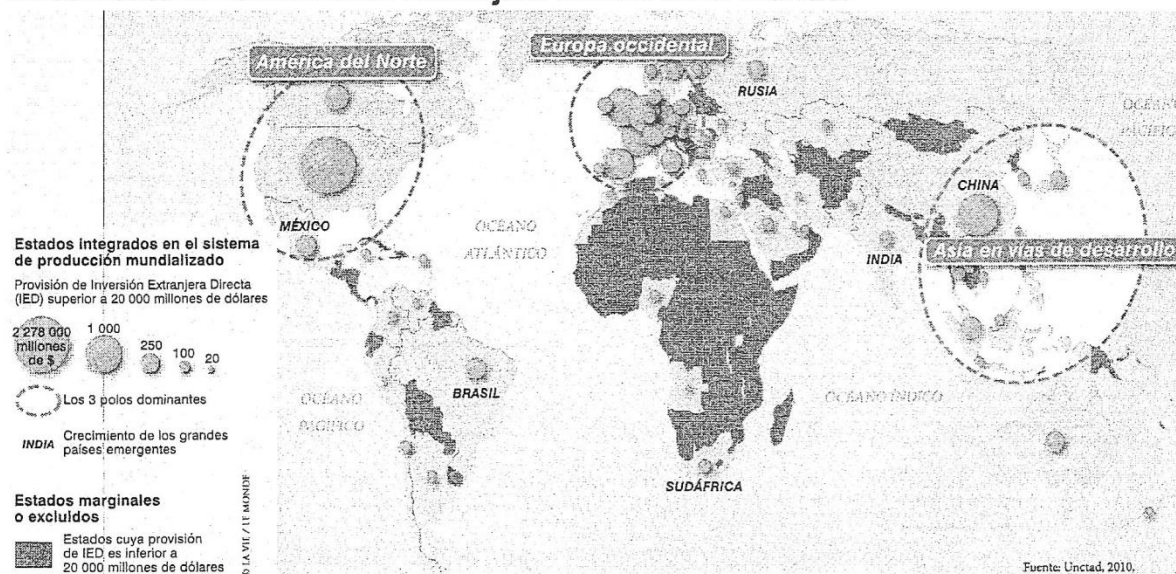 América del Norte
Europa occidental
RUSIA
OCÉANO
PACÍFICO
CHINA
MÉXICO
OCÉANO
ATLÁNTICO
INDIA
Asia en vías de desarrollo
Estados integrados en el sistema
de producción mundializado
Provisión de Inversión Extranjera Directa
(IED) superior a 20 000 millones de dólares
2 278 000
millones
de $
1 000
250
100
20
Los 3 polos dominantes
BRASIL
OCÉANO
PACÍFICO
OCÉANO ÍNDICO
INDIA Crecimiento de los grandes
países emergentes
SUDÁFRICA
Estados marginales
o excluidos
Estados cuya provisión
de IED es inferior a
20 000 millones de dólares
LA VIE / LE MONDE
Fuente: Unctad, 2010.